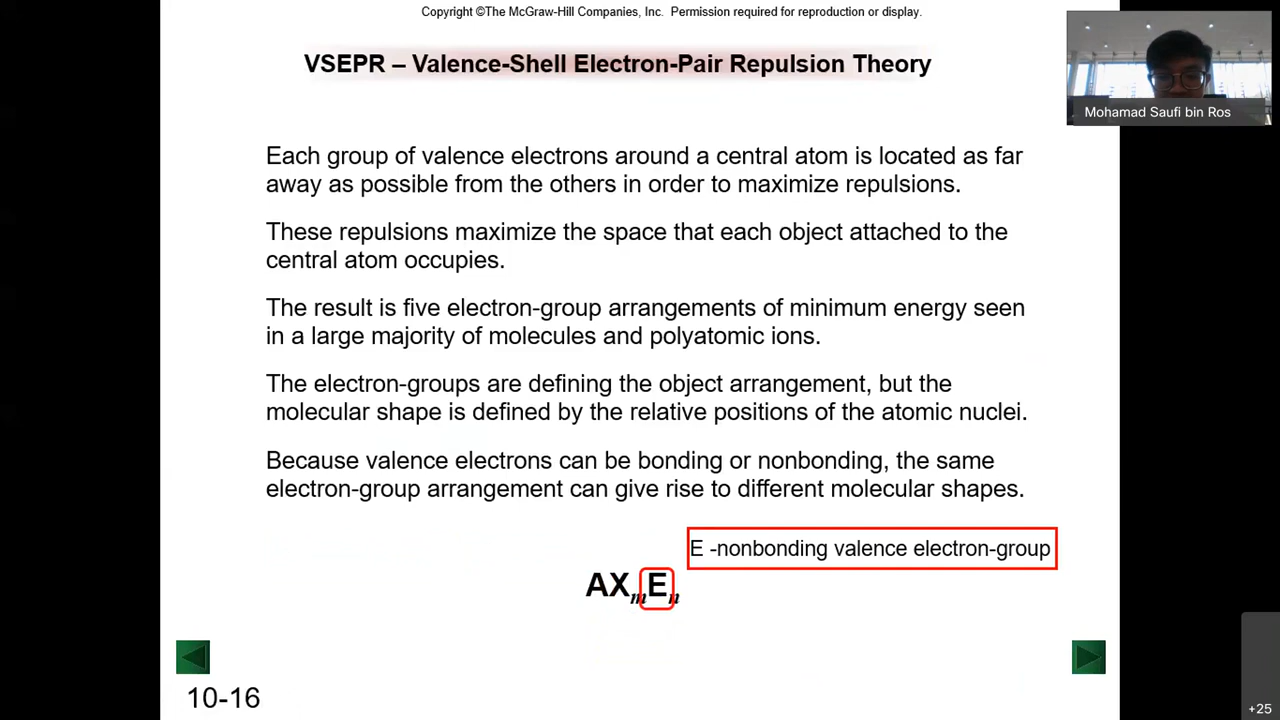 Copyright ©The McGraw-Hill Companies, Inc.  Permission required for reproduction or display.
VSEPR – Valence-Shell Electron-Pair Repulsion Theory
Mohamad Saufi bin Ros
Each group of valence electrons around a central atom is located as far
away as possible from the others in order to maximize repulsions.
These repulsions maximize the space that each object attached to the
central atom occupies.
The result is five electron-group arrangements of minimum energy seen
in a large majority of molecules and polyatomic ions.
The electron-groups are defining the object arrangement, but the
molecular shape is defined by the relative positions of the atomic nuclei.
Because valence electrons can be bonding or nonbonding, the same
electron-group arrangement can give rise to different molecular shapes.
E -nonbonding valence electron-group
AXmEn
10-16
+25